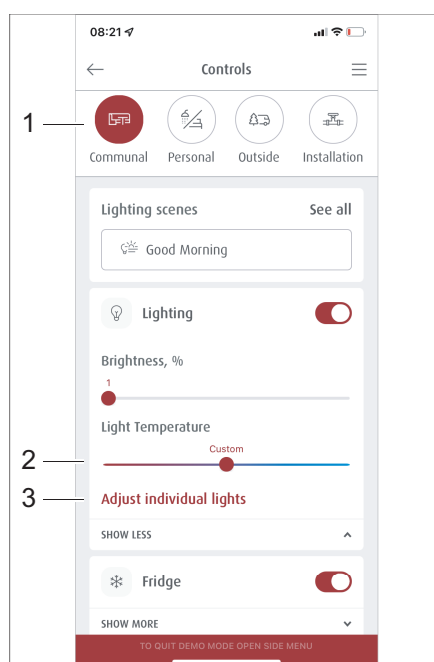 08:21
Controls
1
Communal Personal Outside Installation
Lighting scenes See all
Good Morning
Lighting
Brightness, %
1
Light Temperature
Custom
2
3 Adjust individual lights
SHOW LESS
Fridge
SHOW MORE
TO QUIT DEMO MODE OPEN SIDE MENU